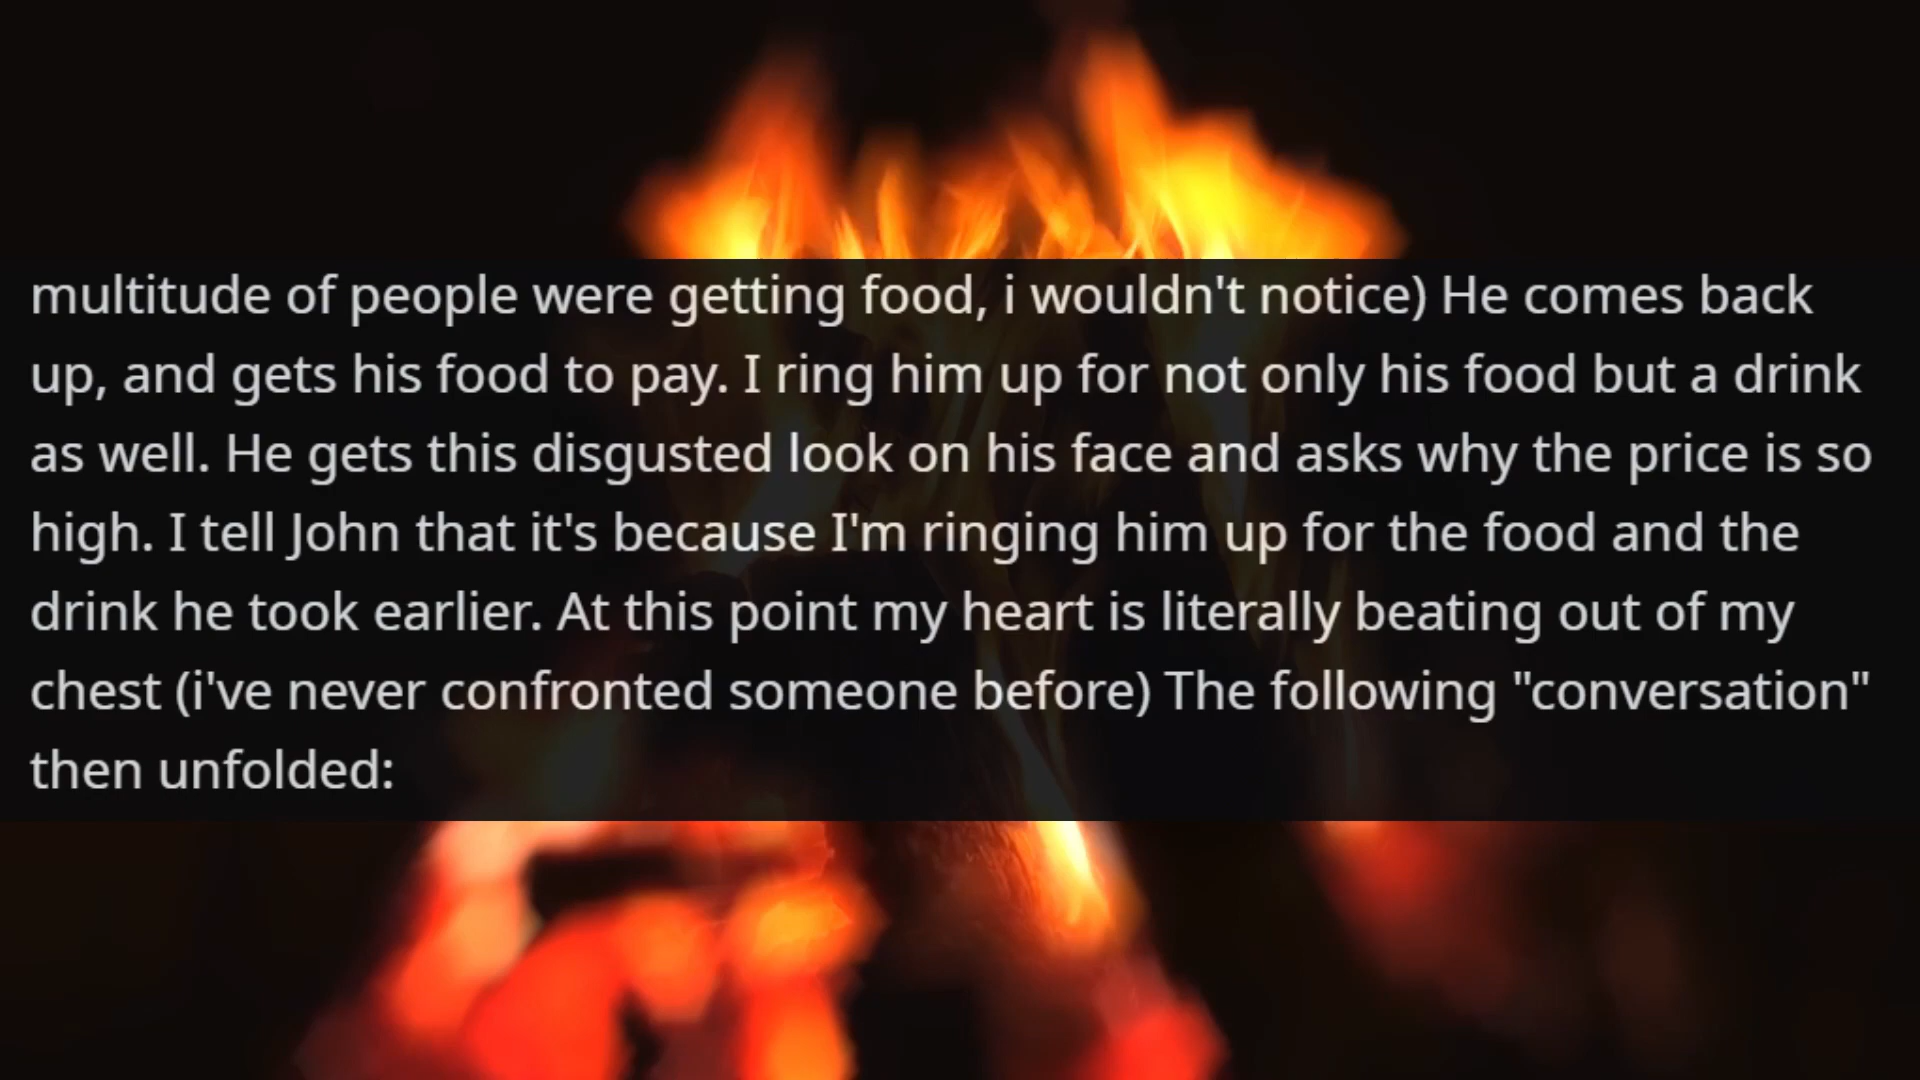 multitude of people were getting food, i wouldn't notice) He comes back
up, and gets his food to pay. I ring him up for not only his food but a drink
as well. He gets this disgusted look on his face and asks why the price is so
high. I tell John that it's because I'm ringing him up for the food and the
drink he took earlier. At this point my heart is literally beating out of my
chest (i've never confronted someone before) The following "conversation"
then unfolded: